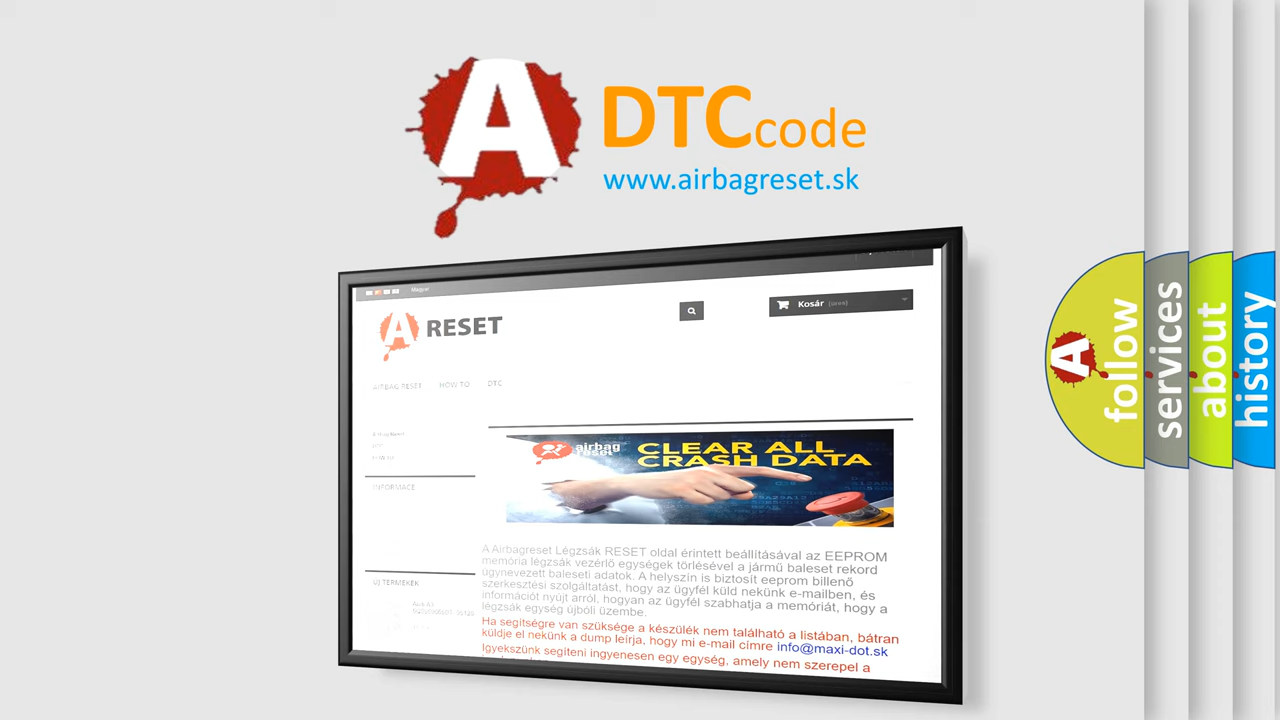 A
DTC code
www.airbagreset.sk
Magyar
A RESET
Kosár (üres)
AIRBAG RESET HOW TO DTC
INFORMACE
ÚJ TERMÉKEK
airbag
reset
CLEAR ALL
CRASH DATA
A Airbagreset Légzsák RESET oldal érintett beállításával az EEPROM
memória légzsák vezérlő egységek törlésével a jármű baleset rekord
úgynevezett baleseti adatok. A helyszín is biztosít eeprom billenő
szerkesztési szolgáltatást, hogy az ügyfél küld nekünk e-mailben, és
információt nyújt arról, hogyan az ügyfél szabhatja a memóriát, hogy a
légzsák egység újbóli üzembe.
Ha segítségre van szüksége a készülék nem található a listában, bátran
küldje el nekünk a dump leírja, hogy mi e-mail címre info@maxi-dot.sk
Igyekszünk segíteni ingyenesen egy egység, amely nem szerepel a
A
follow
services
about
history